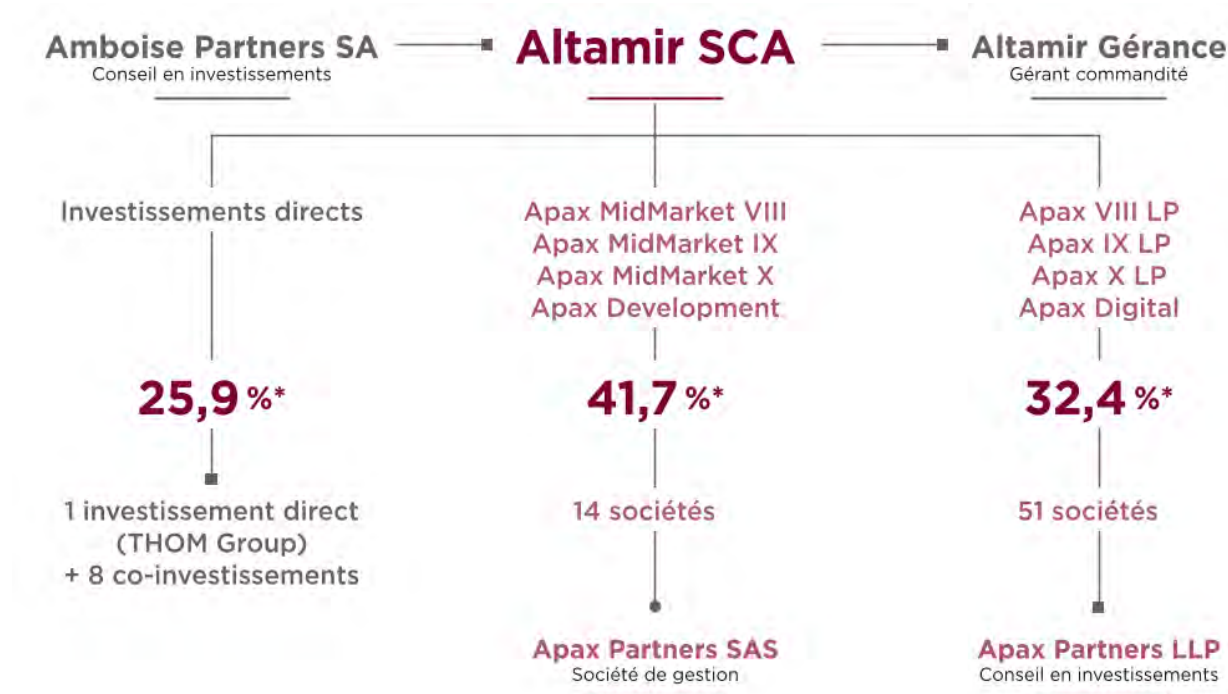 Amboise Partners SA
Conseil en investissements
Altamir SCA
Altamir Gérance
Gérant commandité
Investissements directs
25,9 %*
1 investissement direct
(THOM Group)
+ 8 co-investissements
Apax MidMarket VIII
Apax MidMarket IX
Apax MidMarket X
Apax Development
41,7 %*
14 sociétés
Apax Partners SAS
Société de gestion
Apax VIII LP
Apax IX LP
Apax X LP
Apax Digital
32,4 %*
51 sociétés
Apax Partners LLP
Conseil en investissements